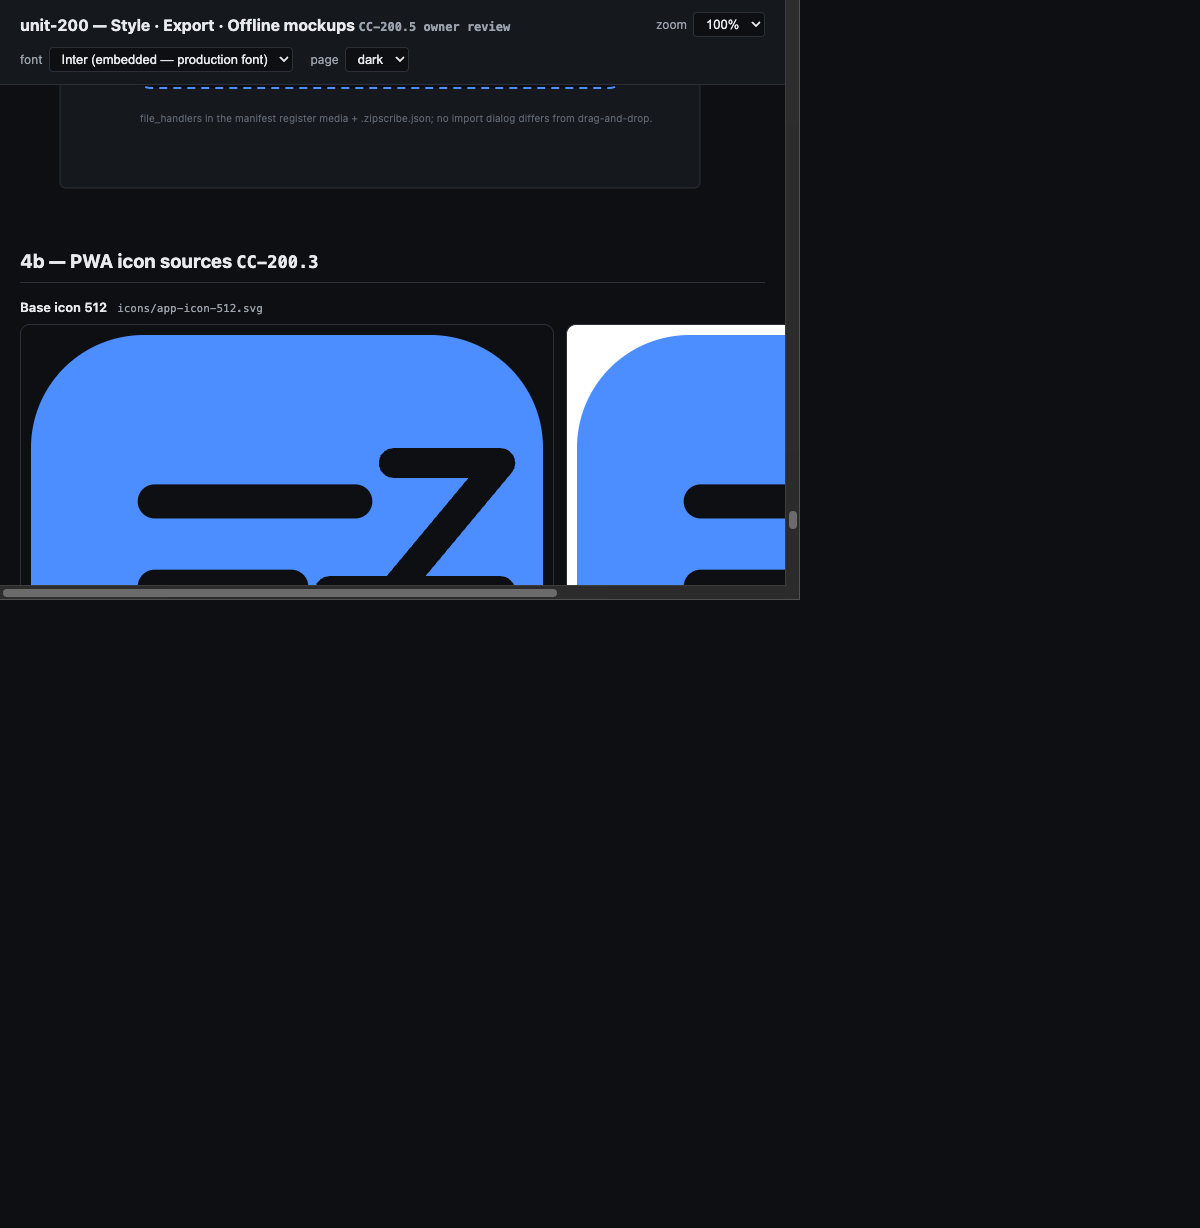 unit-200 — Style · Export · Offline mockups CC-200.5 owner review
zoom 100%
font Inter (embedded — production font) page dark
file_handlers in the manifest register media + .zipscribe.json; no import dialog differs from drag-and-drop.
4b — PWA icon sources CC-200.3
Base icon 512 icons/app-icon-512.svg